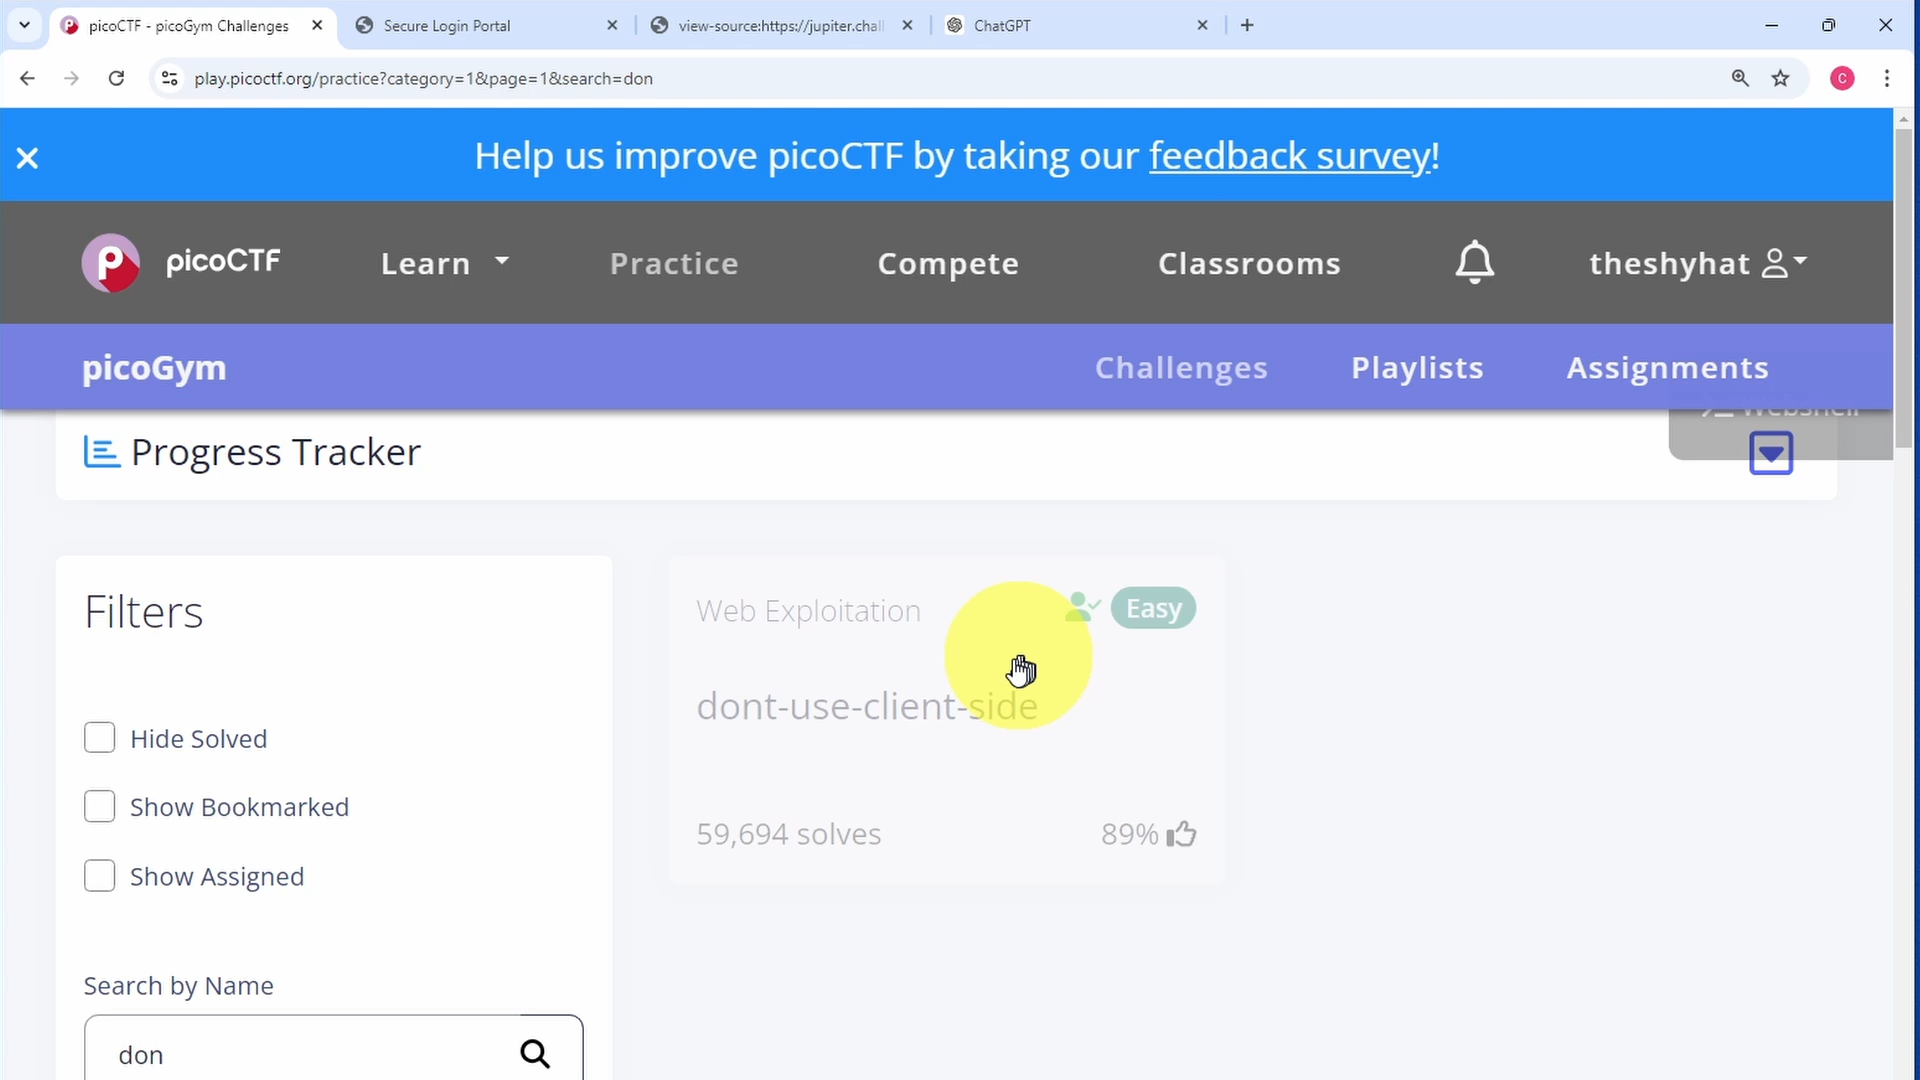 picoCTF - picoGym Challenges
Secure Login Portal
view-source:https://jupiter.chal
ChatGPT
play.picoctf.org/practice?category=1&page=1&search=don
C
Help us improve picoCTF by taking our feedback survey!
picoCTF
Learn
Practice
Compete
Classrooms
theshyhat
picoGym
Challenges
Playlists
Assignments
Webshell
Progress Tracker
Filters
Hide Solved
Show Bookmarked
Show Assigned
Search by Name
don
Web Exploitation
Easy
dont-use-client-side
59,694 solves
89%